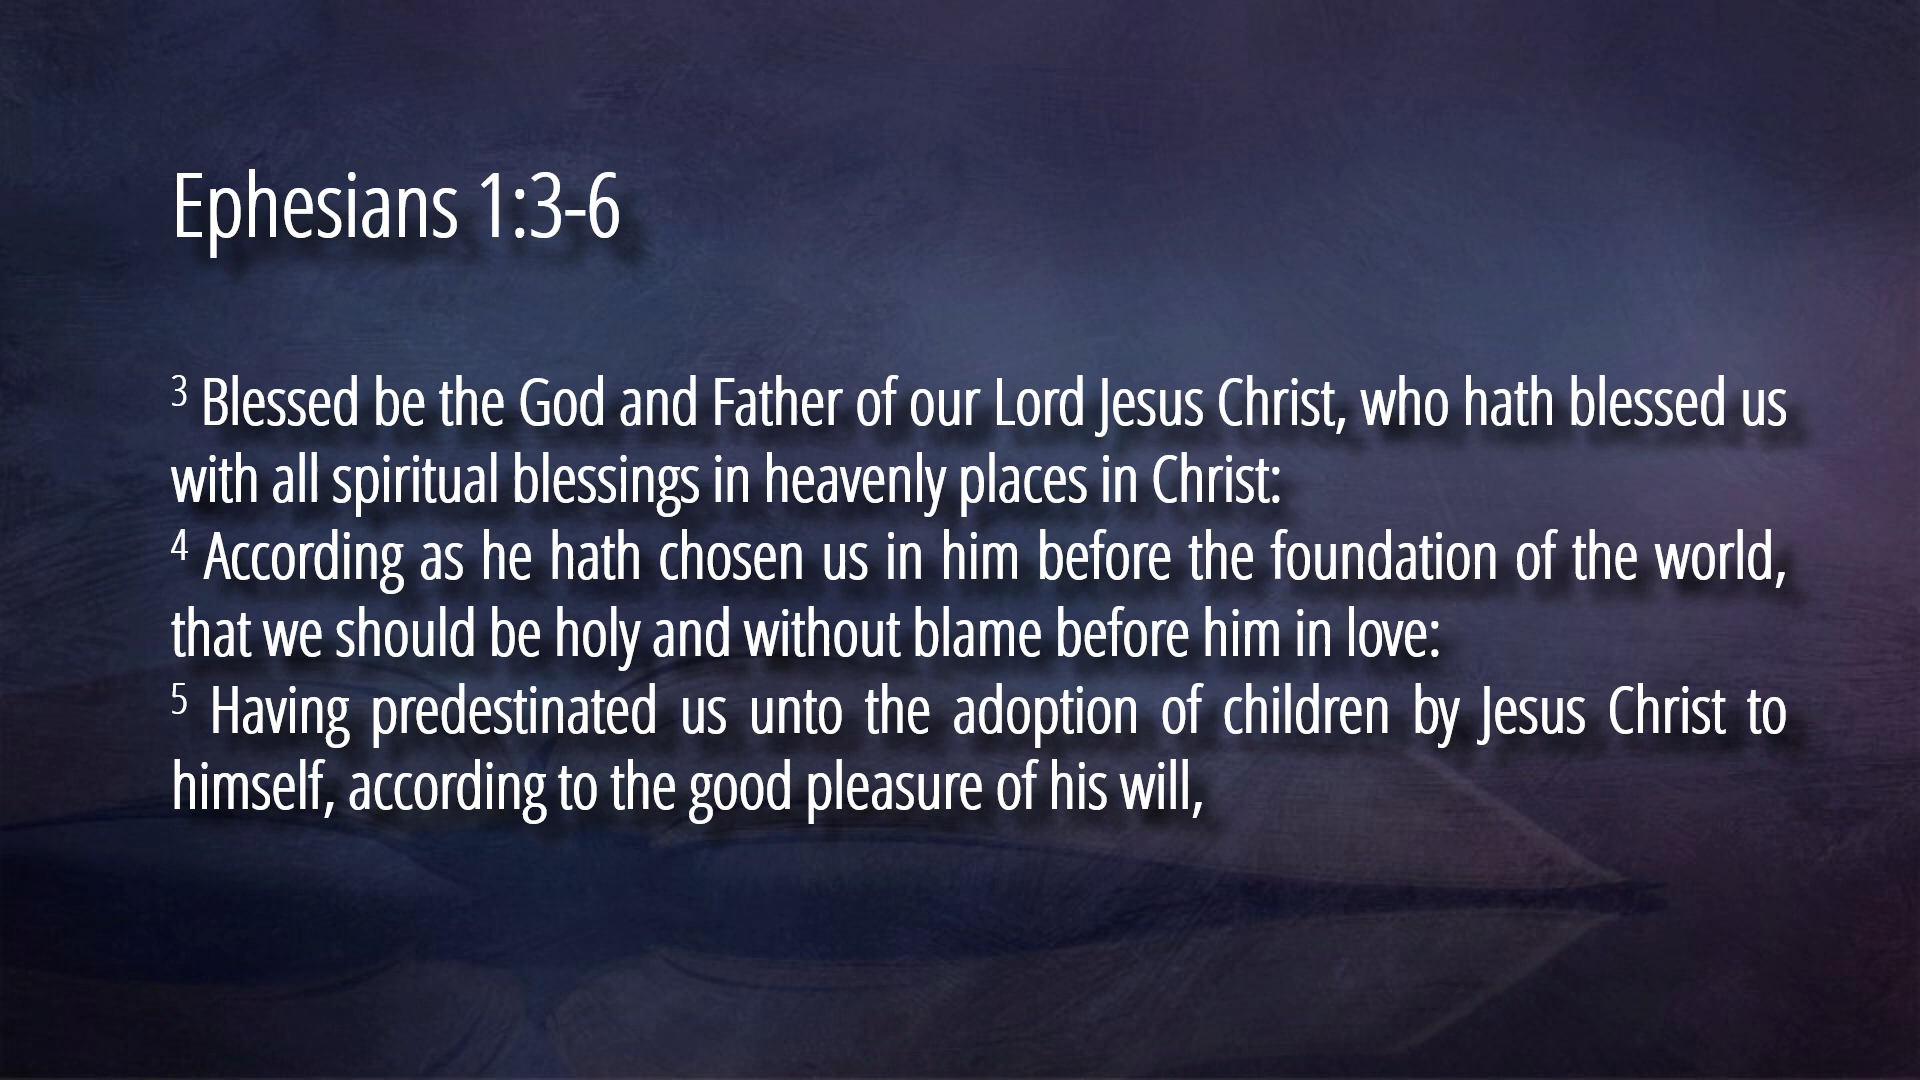 Ephesians 1:3-6
3 Blessed be the God and Father of our Lord Jesus Christ, who hath blessed us
with all spiritual blessings in heavenly places in Christ:
4 According as he hath chosen us in him before the foundation of the world,
that we should be holy and without blame before him in love:
5 Having predestinated us unto the adoption of children by Jesus Christ to
himself, according to the good pleasure of his will,